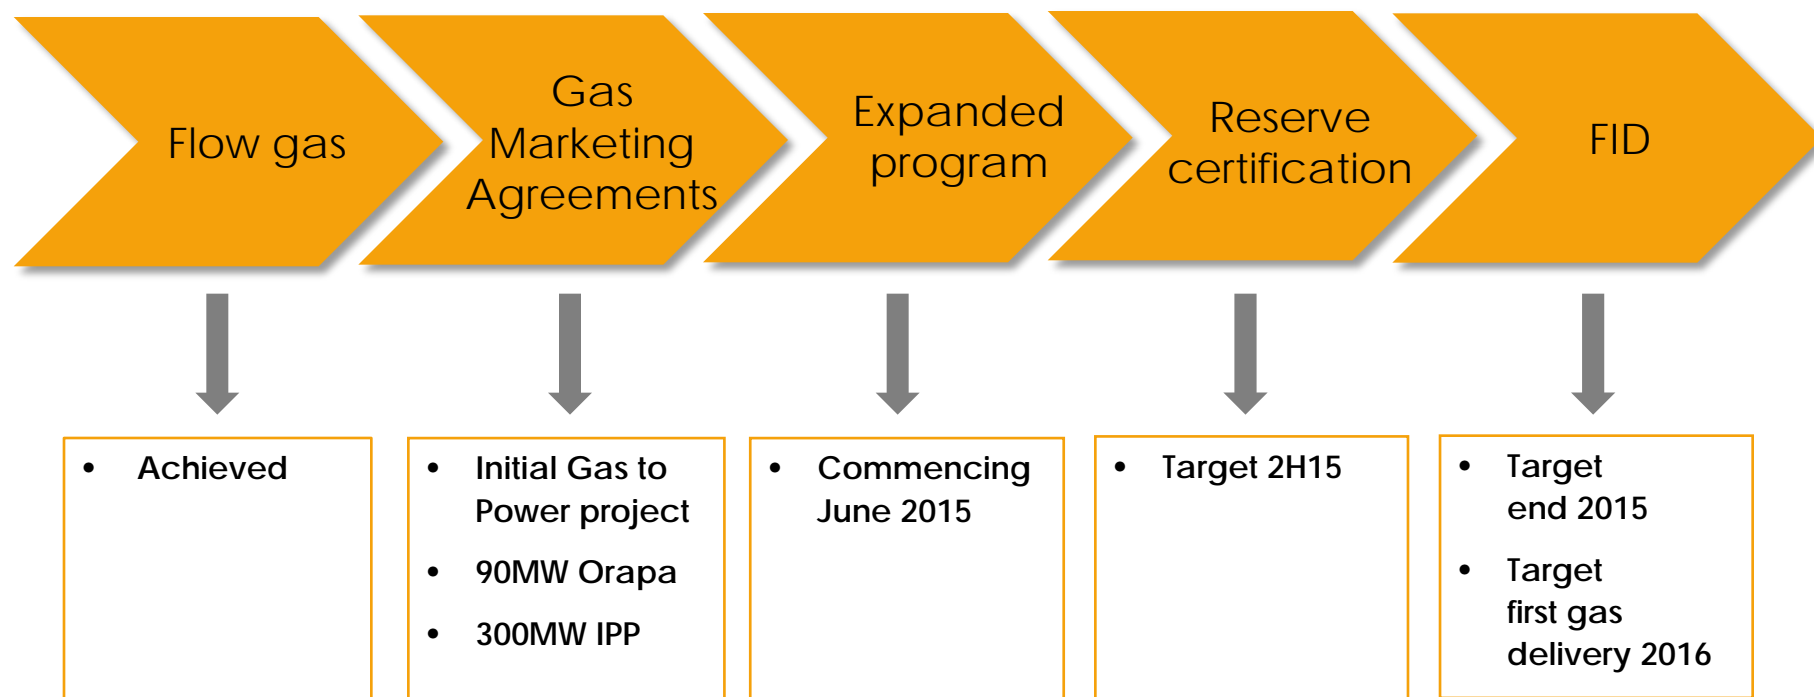 Flow gas
Gas
Marketing
Agreements
Expanded
program
Reserve
certification
FID
• Achieved
• Initial Gas to
Power project
• 90MW Orapa
• 300MW IPP
• Commencing
June 2015
• Target 2H15
• Target
end 2015
• Target
first gas
delivery 2016